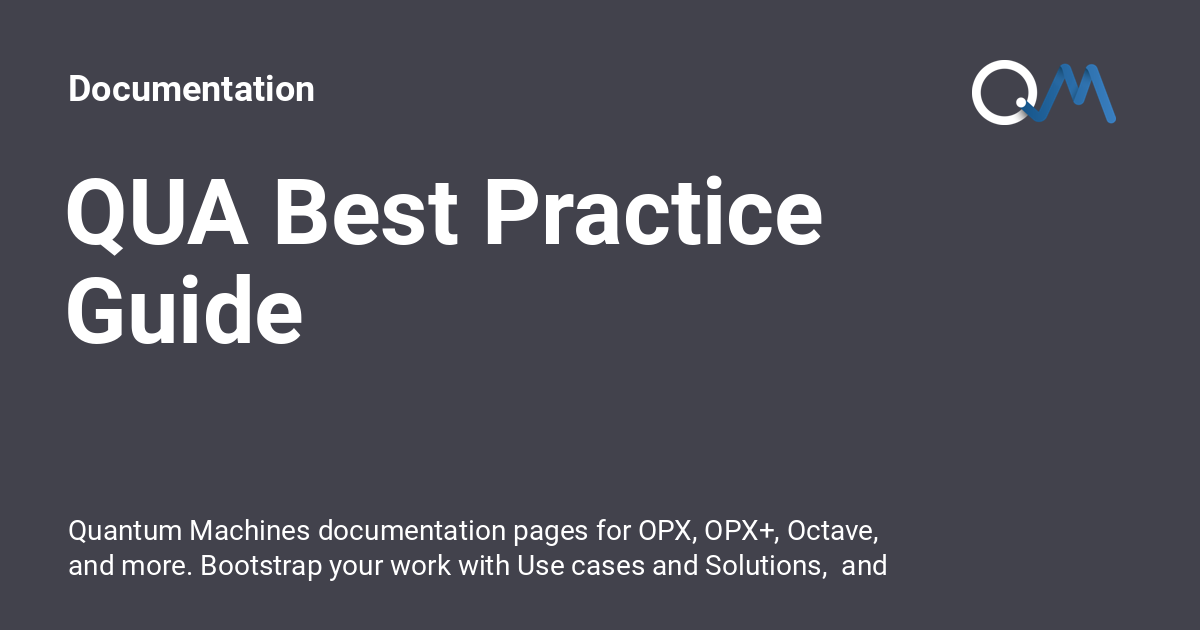 Documentation
QM
QUA Best Practice
Guide
Quantum Machines documentation pages for OPX, OPX+, Octave,
and more. Bootstrap your work with Use cases and Solutions,  and